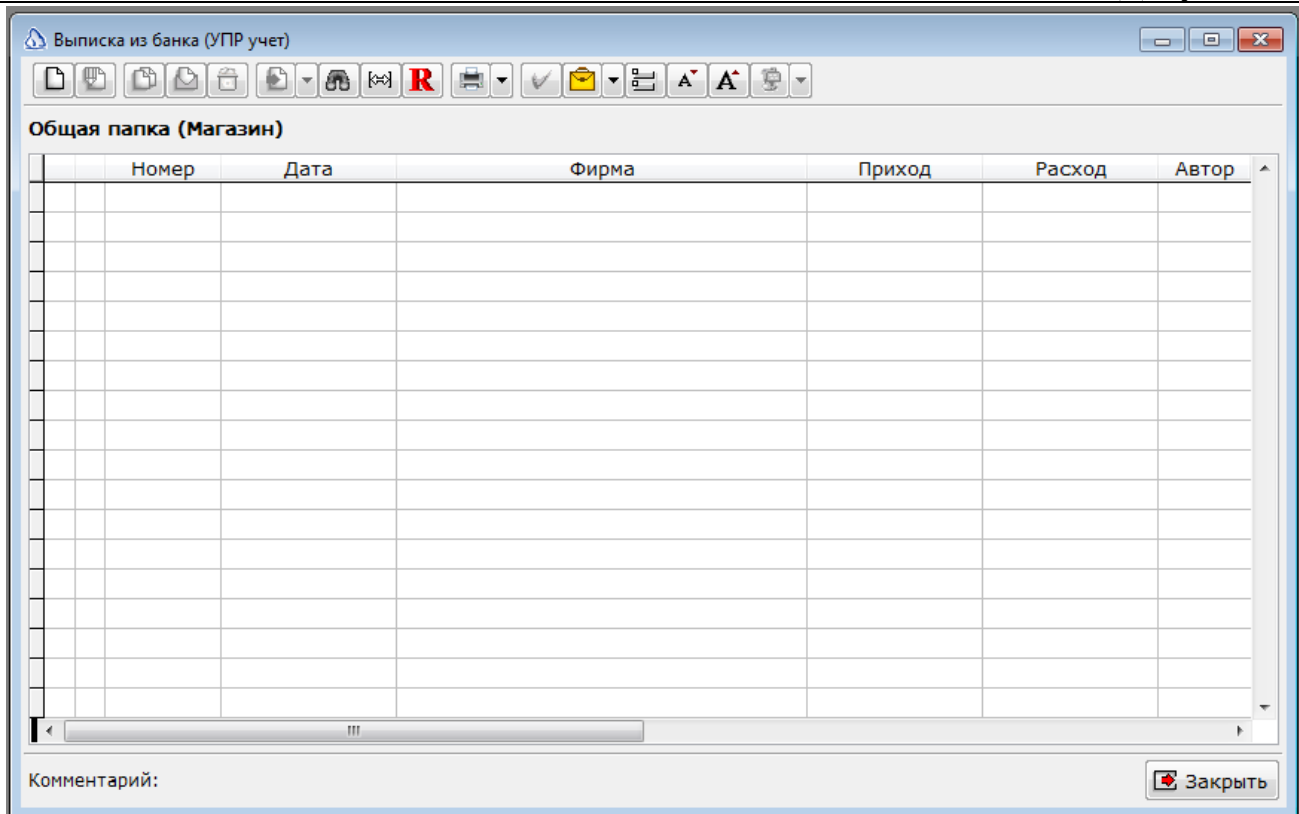 Выписка из банка (УПР учет)
R A A
Общая папка (Магазин)
Номер Дата Фирма Приход Расход Автор
Комментарий: Закрыть